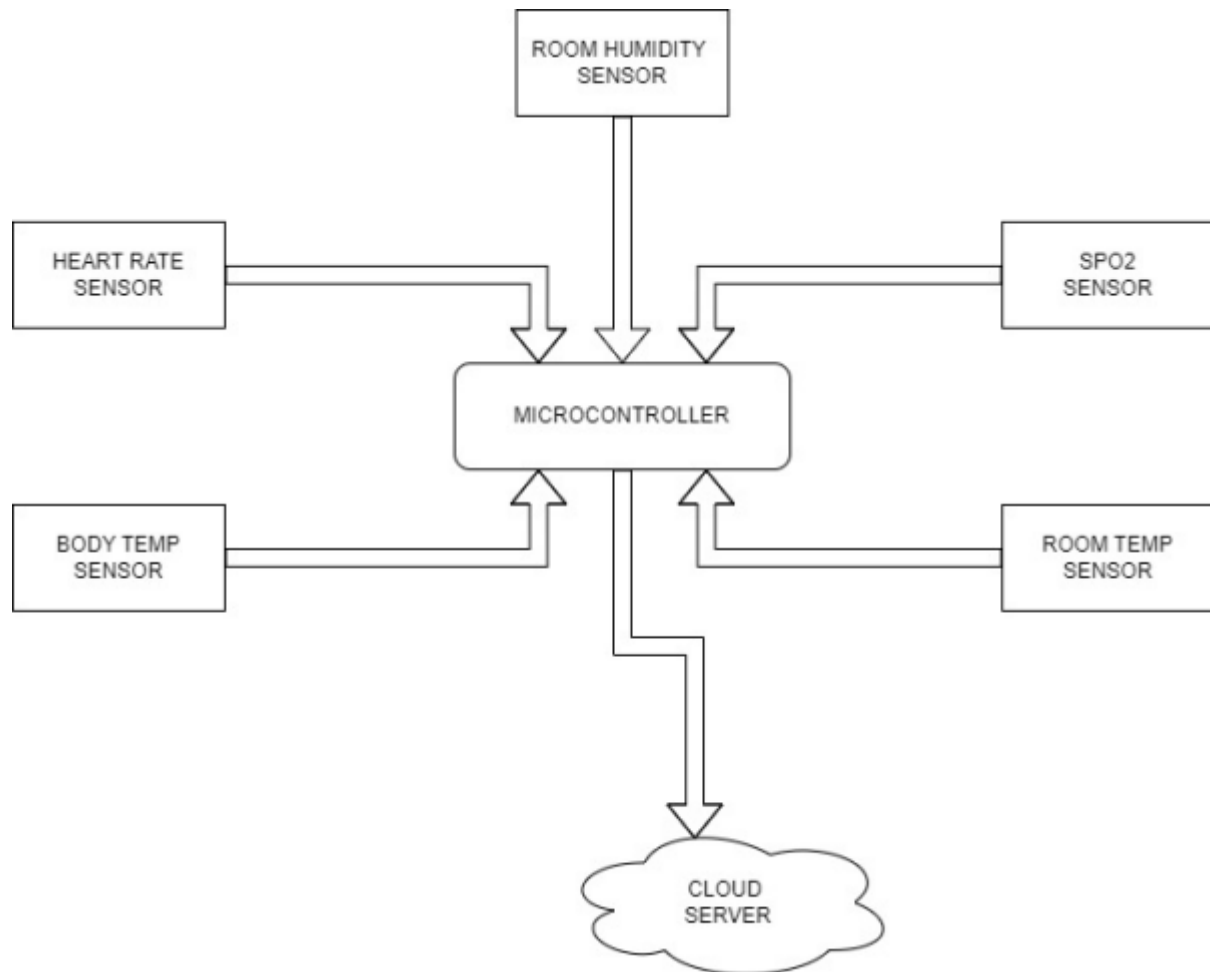 ROOM HUMIDITY
SENSOR
HEART RATE
SENSOR
SPO2
SENSOR
MICROCONTROLLER
BODY TEMP
SENSOR
ROOM TEMP
SENSOR
CLOUD
SERVER